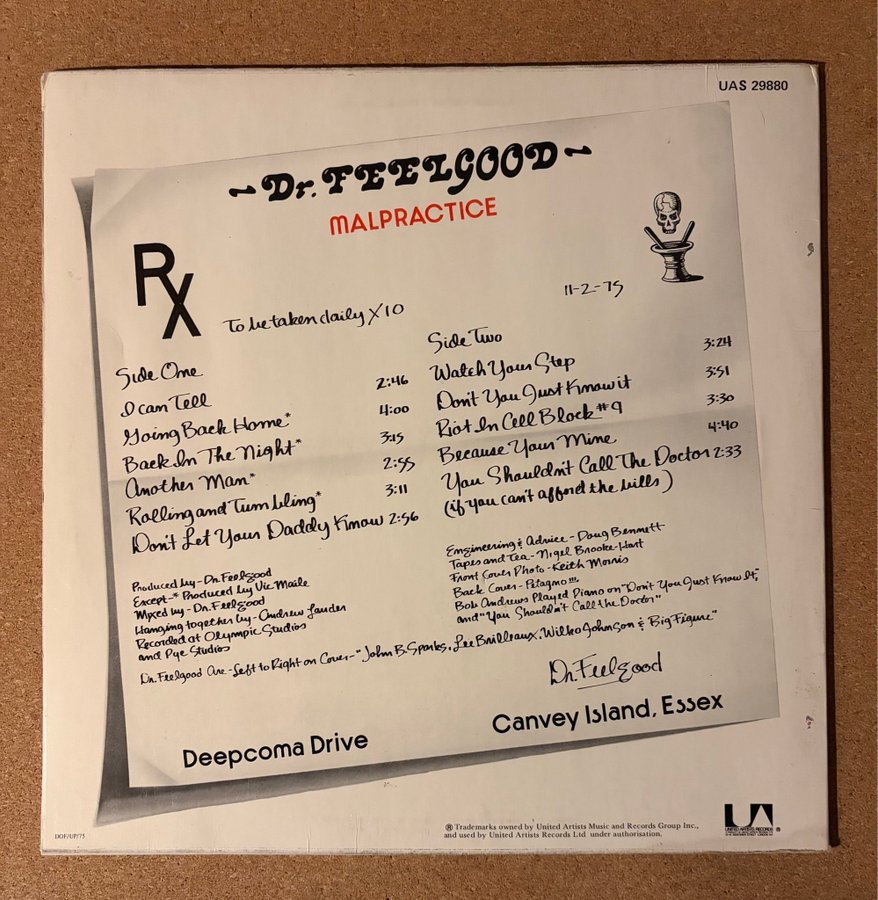 UAS 29880
~Dr. FEELGOOD~
MALPRACTICE
RX
To be taken daily X 10
11-2-75
Side One
I can Tell 2:46
Going Back Home* 4:00
Back In The Night* 3:15
Another Man* 2:55
Rolling and Tumbling* 3:11
Don't Let Your Daddy Know 2:56
Side Two
Watch Your Step 3:24
Don't You Just Know it 3:51
Riot In Cell Block #9 3:30
Because Your Mine 4:40
You Shouldn't Call The Doctor 2:33
(if you can't afford the bills)
Produced by-Dr. Feelgood
Except-* Produced by Vic Maile
Mixed by-Dr. Feelgood
Hanging together by-Andrew Lauder
Recorded at Olympic Studios
and Pye Studios
Engineering & Advice-Doug Bennett
Tapes and Tea-Nigel Brooke-Hart
Front Cover Photo-Keith Morris
Back Cover-Petagno!!!
Bob Andrews Played Piano on "Don't You Just Know It,"
and "You Shouldn't Call the Doctor"
Dr. Feelgood Are-Left to Right on Cover-"John B. Sparks, Lee Brilleaux, Wilko Johnson & Big Figure"
Dr. Feelgood
Deepcoma Drive
Canvey Island, Essex
DOF/UP/75
® Trademarks owned by United Artists Music and Records Group Inc.,
and used by United Artists Records Ltd under authorisation.
UA
UNITED ARTISTS RECORDS
®